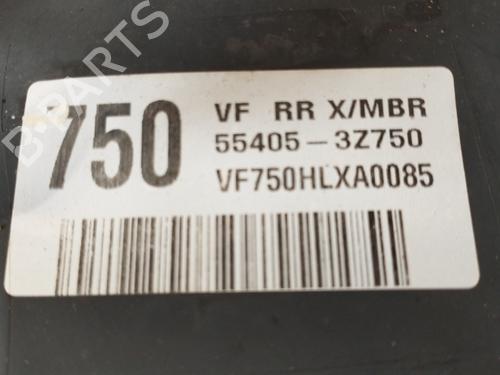 750
VF RR X/MBR
55405-3Z750
VF750HLXA0085
B-PARTS